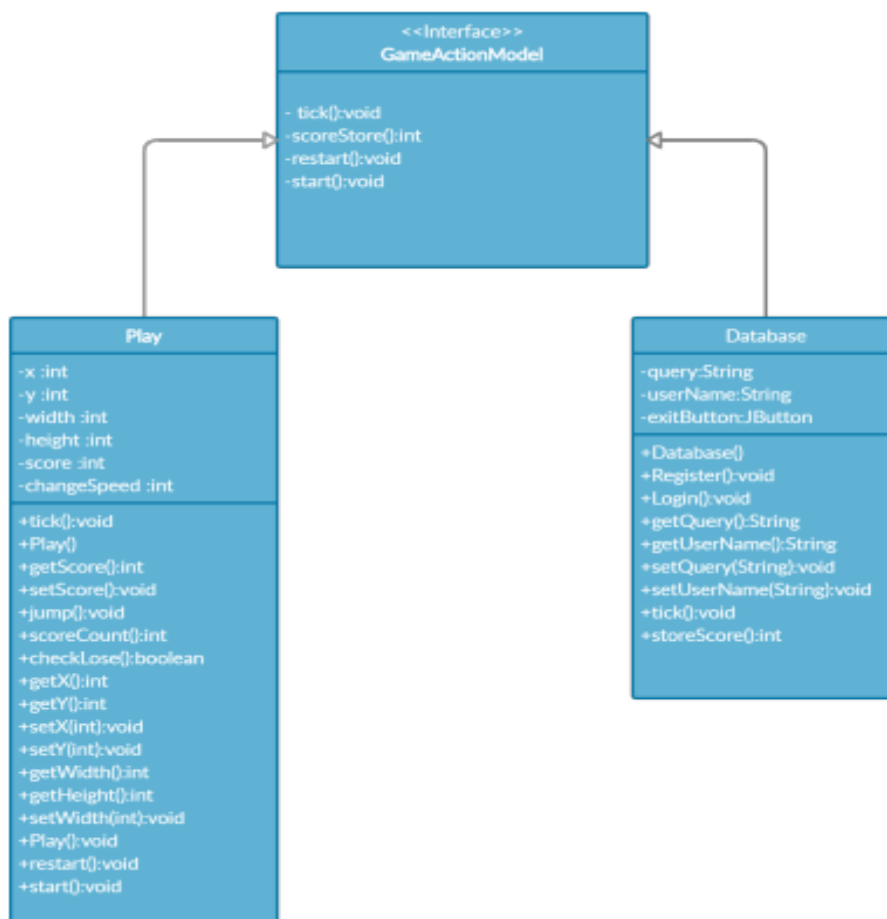 <<Interface>>
GameActionModel
- tick():void
-scoreStore():int
-restart():void
-start():void
Play
-x :int
-y :int
-width :int
-height :int
-score :int
-changeSpeed :int
+tick():void
+Play()
+getScore():int
+setScore():void
+jump():void
+scoreCount():int
+checkLose():boolean
+getX():int
+getY():int
+setX(int):void
+setY(int):void
+getWidth():int
+getHeight():int
+setWidth(int):void
+Play():void
+restart():void
+start():void
Database
-query:String
-userName:String
-exitButton:JButton
+Database()
+Register():void
+Login():void
+getQuery():String
+getUserName():String
+setQuery(String):void
+setUserName(String):void
+tick():void
+storeScore():int